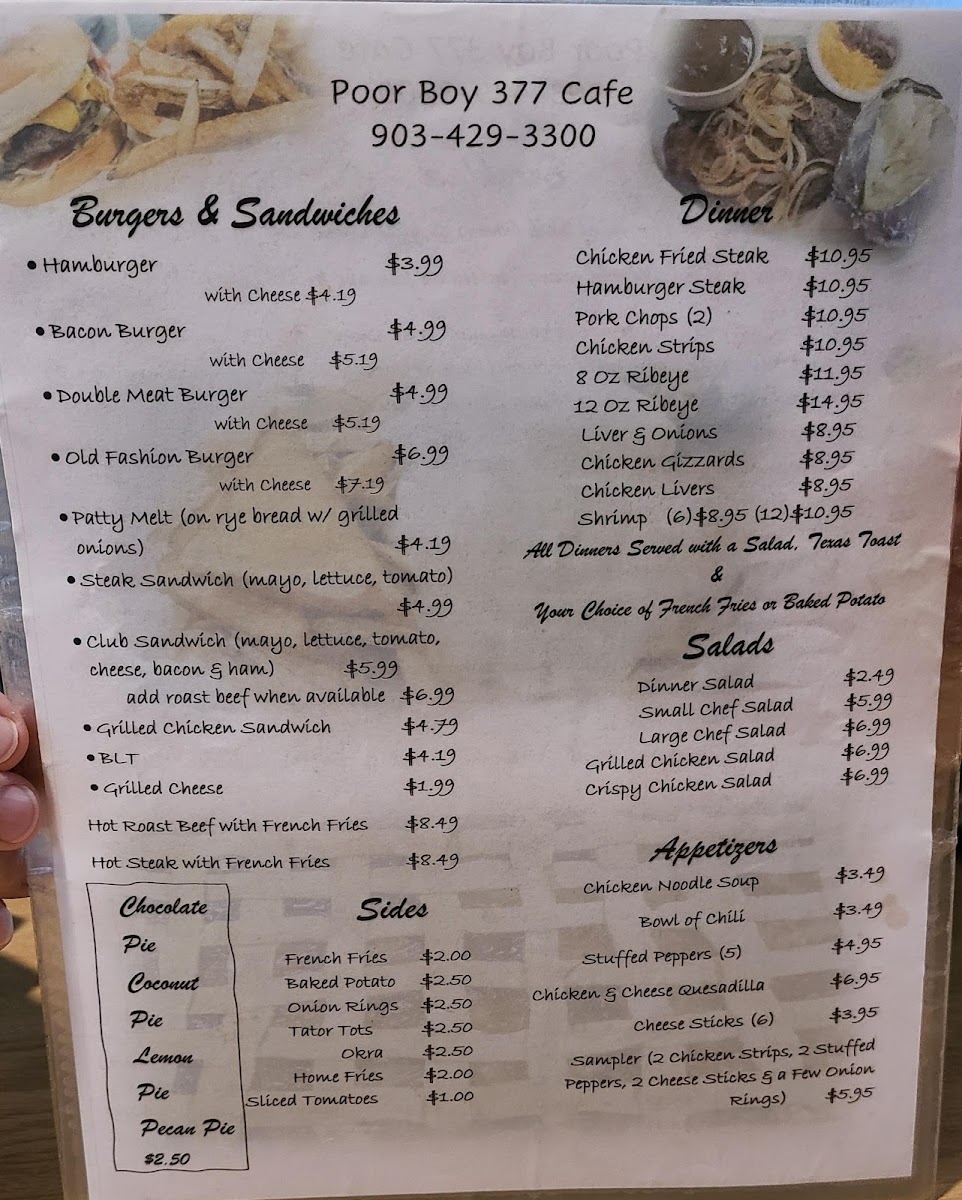 Poor Boy 377 Cafe
903-429-3300
Burgers & Sandwiches
• Hamburger $3.99
with Cheese $4.19
• Bacon Burger $4.99
with Cheese $5.19
• Double Meat Burger $4.99
with Cheese $5.19
• Old Fashion Burger $6.99
with Cheese $7.19
• Patty Melt (on rye bread w/ grilled
onions) $4.19
• Steak Sandwich (mayo, lettuce, tomato)
$4.99
• Club Sandwich (mayo, lettuce, tomato,
cheese, bacon & ham) $5.99
add roast beef when available $6.99
• Grilled Chicken Sandwich $4.79
• BLT $4.19
• Grilled Cheese $1.99
Hot Roast Beef with French Fries $8.49
Hot Steak with French Fries $8.49
Chocolate
Pie
Coconut
Pie
Lemon
Pie
Pecan Pie
$2.50
Sides
French Fries $2.00
Baked Potato $2.50
Onion Rings $2.50
Tator Tots $2.50
Okra $2.50
Home Fries $2.00
Sliced Tomatoes $1.00
Dinner
Chicken Fried Steak $10.95
Hamburger Steak $10.95
Pork Chops (2) $10.95
Chicken Strips $10.95
8 Oz Ribeye $11.95
12 Oz Ribeye $14.95
Liver & Onions $8.95
Chicken Gizzards $8.95
Chicken Livers $8.95
Shrimp (6)$8.95 (12)$10.95
All Dinners Served with a Salad, Texas Toast
&
Your Choice of French Fries or Baked Potato
Salads
Dinner Salad $2.49
Small Chef Salad $5.99
Large Chef Salad $6.99
Grilled Chicken Salad $6.99
Crispy Chicken Salad $6.99
Appetizers
Chicken Noodle Soup $3.49
Bowl of Chili $3.49
Stuffed Peppers (5) $4.95
Chicken & Cheese Quesadilla $6.95
Cheese Sticks (6) $3.95
Sampler (2 Chicken Strips, 2 Stuffed
Peppers, 2 Cheese Sticks & a Few Onion
Rings) $5.95